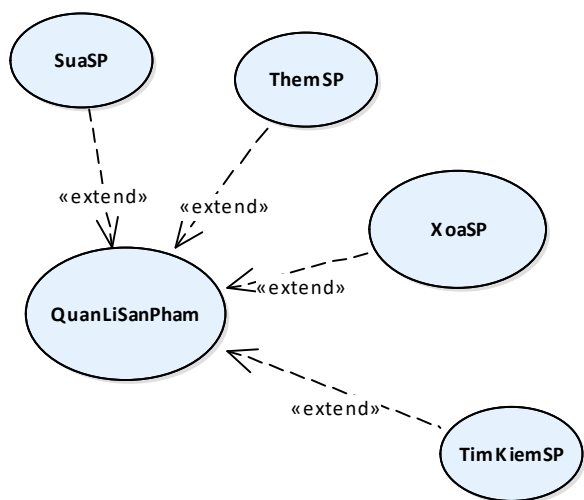 SuaSP
ThemSP
«extend»
«extend»
XoaSP
«extend»
QuanLiSanPham
«extend»
TimKiemSP